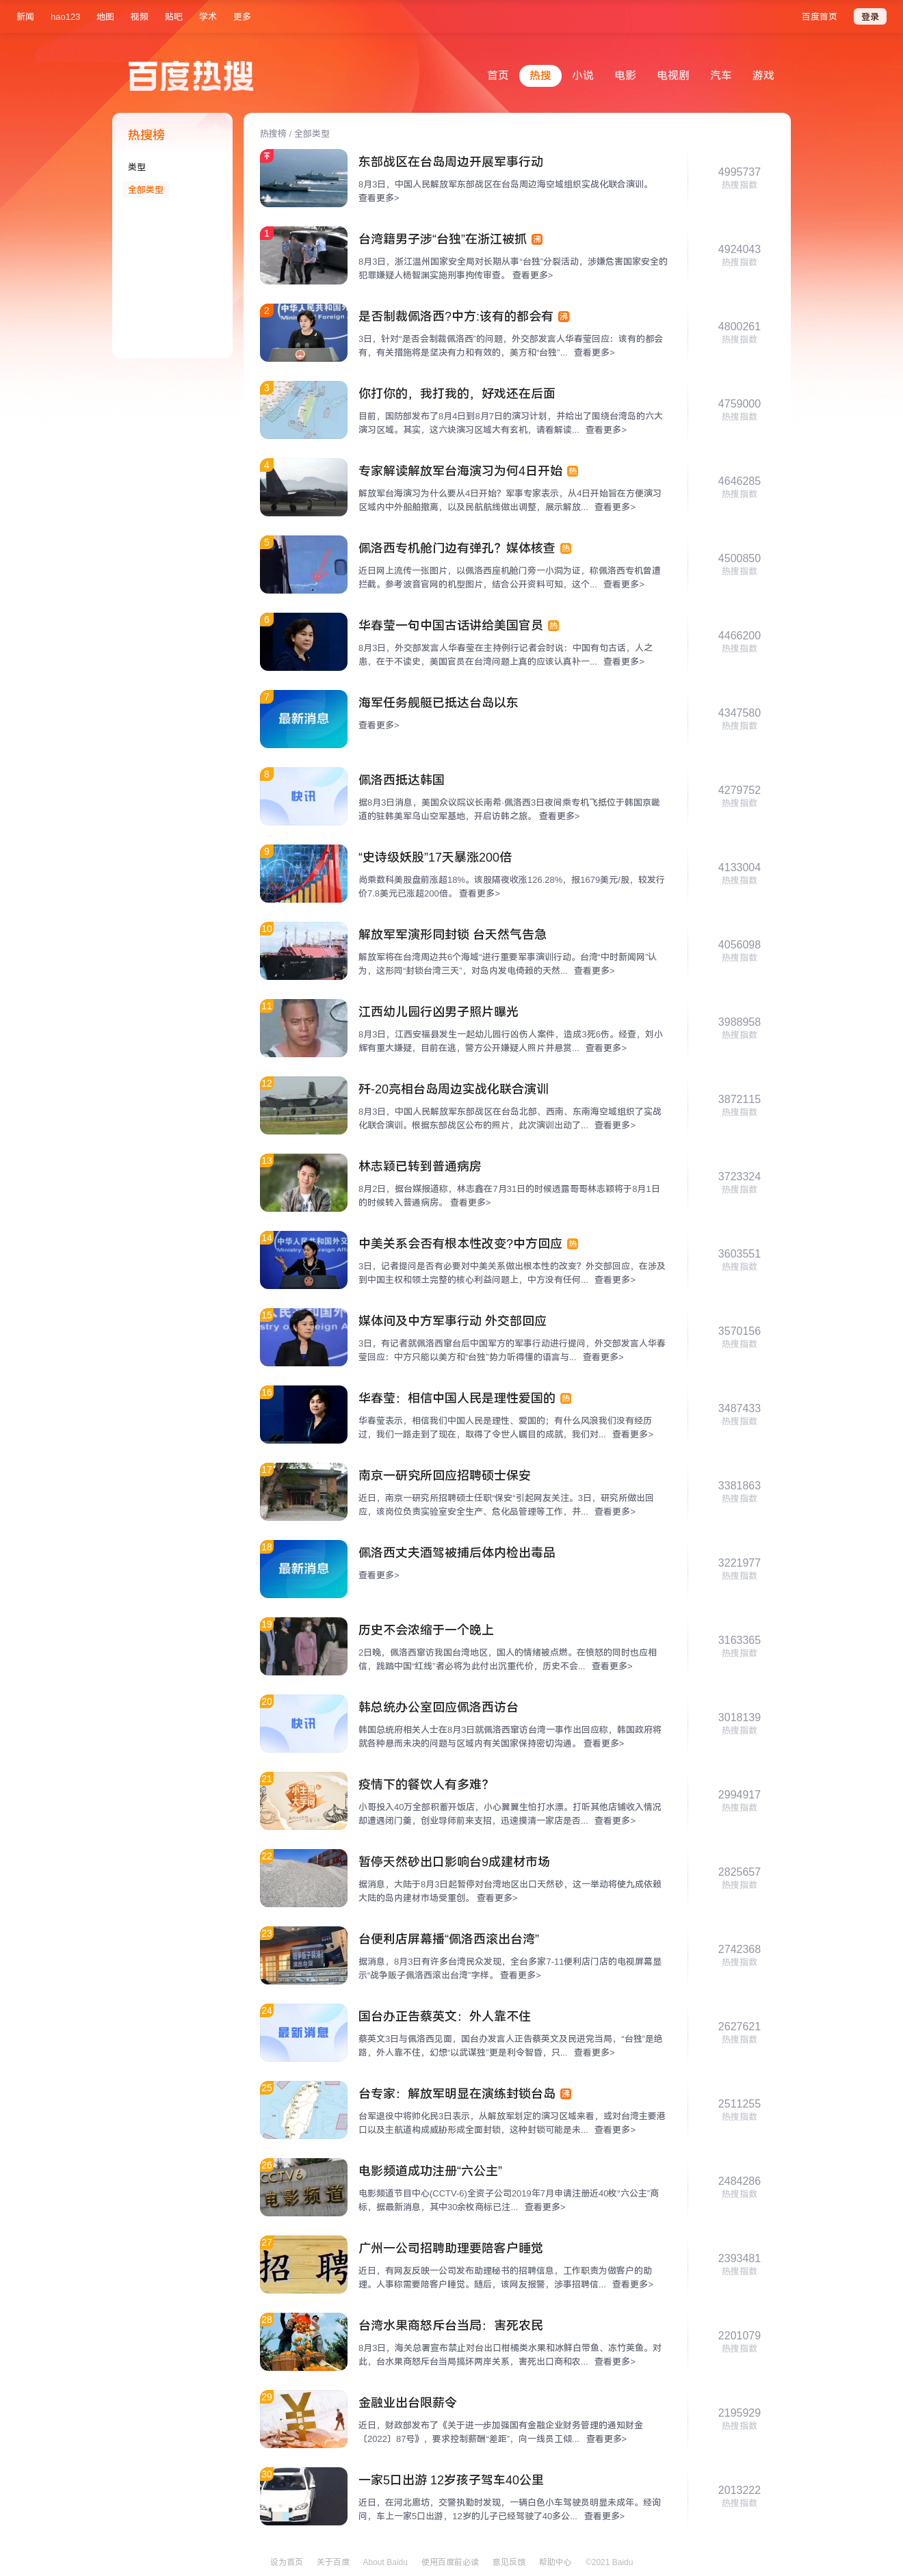 新闻 hao123 地图 视频 贴吧 学术 更多 百度首页 登录
百度热搜
首页 热搜 小说 电影 电视剧 汽车 游戏
热搜榜
类型
全部类型
热搜榜 / 全部类型
东部战区在台岛周边开展军事行动
8月3日，中国人民解放军东部战区在台岛周边海空域组织实战化联合演训。
查看更多>
4995737
热搜指数
1
台湾籍男子涉“台独”在浙江被抓 沸
8月3日，浙江温州国家安全局对长期从事“台独”分裂活动，涉嫌危害国家安全的
犯罪嫌疑人杨智渊实施刑事拘传审查。 查看更多>
4924043
热搜指数
2
是否制裁佩洛西?中方:该有的都会有 沸
3日，针对“是否会制裁佩洛西”的问题，外交部发言人华春莹回应：该有的都会
有，有关措施将是坚决有力和有效的，美方和“台独”... 查看更多>
4800261
热搜指数
3
你打你的，我打我的，好戏还在后面
目前，国防部发布了8月4日到8月7日的演习计划，并给出了围绕台湾岛的六大
演习区域。其实，这六块演习区域大有玄机，请看解读... 查看更多>
4759000
热搜指数
4
专家解读解放军台海演习为何4日开始 热
解放军台海演习为什么要从4日开始？军事专家表示，从4日开始旨在方便演习
区域内中外船舶撤离，以及民航航线做出调整，展示解放... 查看更多>
4646285
热搜指数
5
佩洛西专机舱门边有弹孔？媒体核查 热
近日网上流传一张图片，以佩洛西座机舱门旁一小洞为证，称佩洛西专机曾遭
拦截。参考波音官网的机型图片，结合公开资料可知，这个... 查看更多>
4500850
热搜指数
6
华春莹一句中国古话讲给美国官员 热
8月3日，外交部发言人华春莹在主持例行记者会时说：中国有句古话，人之
患，在于不读史，美国官员在台湾问题上真的应该认真补一... 查看更多>
4466200
热搜指数
7
最新消息
海军任务舰艇已抵达台岛以东
查看更多>
4347580
热搜指数
8
快讯
佩洛西抵达韩国
据8月3日消息，美国众议院议长南希·佩洛西3日夜间乘专机飞抵位于韩国京畿
道的驻韩美军乌山空军基地，开启访韩之旅。 查看更多>
4279752
热搜指数
9
“史诗级妖股”17天暴涨200倍
尚乘数科美股盘前涨超18%。该股隔夜收涨126.28%，报1679美元/股，较发行
价7.8美元已涨超200倍。 查看更多>
4133004
热搜指数
10
解放军军演形同封锁 台天然气告急
解放军将在台湾周边共6个海域“进行重要军事演训行动。台湾“中时新闻网”认
为，这形同“封锁台湾三天”，对岛内发电倚赖的天然... 查看更多>
4056098
热搜指数
11
江西幼儿园行凶男子照片曝光
8月3日，江西安福县发生一起幼儿园行凶伤人案件，造成3死6伤。经查，刘小
辉有重大嫌疑，目前在逃，警方公开嫌疑人照片并悬赏... 查看更多>
3988958
热搜指数
12
歼-20亮相台岛周边实战化联合演训
8月3日，中国人民解放军东部战区在台岛北部、西南、东南海空域组织了实战
化联合演训。根据东部战区公布的照片，此次演训出动了... 查看更多>
3872115
热搜指数
13
林志颖已转到普通病房
8月2日，据台媒报道称，林志鑫在7月31日的时候透露哥哥林志颖将于8月1日
的时候转入普通病房。 查看更多>
3723324
热搜指数
14
中美关系会否有根本性改变?中方回应 热
3日，记者提问是否有必要对中美关系做出根本性的改变？外交部回应，在涉及
到中国主权和领土完整的核心利益问题上，中方没有任何... 查看更多>
3603551
热搜指数
15
媒体问及中方军事行动 外交部回应
3日，有记者就佩洛西窜台后中国军方的军事行动进行提问，外交部发言人华春
莹回应：中方只能以美方和“台独”势力听得懂的语言与... 查看更多>
3570156
热搜指数
16
华春莹：相信中国人民是理性爱国的 热
华春莹表示，相信我们中国人民是理性、爱国的；有什么风浪我们没有经历
过，我们一路走到了现在，取得了令世人瞩目的成就，我们对... 查看更多>
3487433
热搜指数
17
南京一研究所回应招聘硕士保安
近日，南京一研究所招聘硕士任职“保安”引起网友关注。3日，研究所做出回
应，该岗位负责实验室安全生产、危化品管理等工作，并... 查看更多>
3381863
热搜指数
18
最新消息
佩洛西丈夫酒驾被捕后体内检出毒品
查看更多>
3221977
热搜指数
19
历史不会浓缩于一个晚上
2日晚，佩洛西窜访我国台湾地区，国人的情绪被点燃。在愤怒的同时也应相
信，践踏中国“红线”者必将为此付出沉重代价，历史不会... 查看更多>
3163365
热搜指数
20
快讯
韩总统办公室回应佩洛西访台
韩国总统府相关人士在8月3日就佩洛西窜访台湾一事作出回应称，韩国政府将
就各种悬而未决的问题与区域内有关国家保持密切沟通。 查看更多>
3018139
热搜指数
21
疫情下的餐饮人有多难？
小哥投入40万全部积蓄开饭店，小心翼翼生怕打水漂。打听其他店铺收入情况
却遭遇闭门羹，创业导师前来支招，迅速摸清一家店是否... 查看更多>
2994917
热搜指数
22
暂停天然砂出口影响台9成建材市场
据消息，大陆于8月3日起暂停对台湾地区出口天然砂，这一举动将使九成依赖
大陆的岛内建材市场受重创。 查看更多>
2825657
热搜指数
23
台便利店屏幕播“佩洛西滚出台湾”
据消息，8月3日有许多台湾民众发现，全台多家7-11便利店门店的电视屏幕显
示“战争贩子佩洛西滚出台湾”字样。 查看更多>
2742368
热搜指数
24
最新消息
国台办正告蔡英文：外人靠不住
蔡英文3日与佩洛西见面，国台办发言人正告蔡英文及民进党当局，“台独”是绝
路，外人靠不住，幻想“以武谋独”更是利令智昏，只... 查看更多>
2627621
热搜指数
25
台专家：解放军明显在演练封锁台岛 沸
台军退役中将帅化民3日表示，从解放军划定的演习区域来看，或对台湾主要港
口以及主航道构成威胁形成全面封锁，这种封锁可能是未... 查看更多>
2511255
热搜指数
26
CCTV6
电影频道
电影频道成功注册“六公主”
电影频道节目中心(CCTV-6)全资子公司2019年7月申请注册近40枚“六公主”商
标，据最新消息，其中30余枚商标已注... 查看更多>
2484286
热搜指数
27
招聘
广州一公司招聘助理要陪客户睡觉
近日，有网友反映一公司发布助理秘书的招聘信息，工作职责为做客户的助
理。人事称需要陪客户睡觉。随后，该网友报警，涉事招聘信... 查看更多>
2393481
热搜指数
28
台湾水果商怒斥台当局：害死农民
8月3日，海关总署宣布禁止对台出口柑橘类水果和冰鲜白带鱼、冻竹荚鱼。对
此，台水果商怒斥台当局搞坏两岸关系，害死出口商和农... 查看更多>
2201079
热搜指数
29
金融业出台限薪令
近日，财政部发布了《关于进一步加强国有金融企业财务管理的通知财金
〔2022〕87号》，要求控制薪酬“差距”，向一线员工倾... 查看更多>
2195929
热搜指数
30
一家5口出游 12岁孩子驾车40公里
近日，在河北廊坊，交警执勤时发现，一辆白色小车驾驶员明显未成年。经询
问，车上一家5口出游，12岁的儿子已经驾驶了40多公... 查看更多>
2013222
热搜指数
设为首页 关于百度 About Baidu 使用百度前必读 意见反馈 帮助中心 ©2021 Baidu